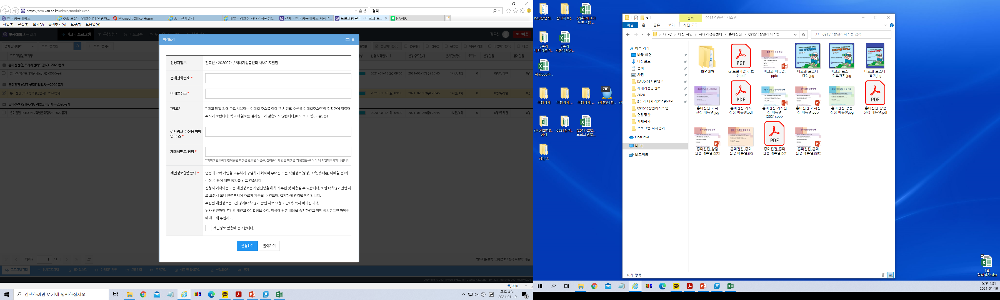 https://scm.kau.ac.kr/admin/modules/eco
검색...
한국항공대학교
KAU 포탈 - [김효신]님 안녕하...
Microsoft Office Home
홈 - 전자결재
메일 - 김효신 새내기지원팀(...
전체 - 한국항공대학교 학생역...
프로그램 관리 - 비교과 프...
NAVER
파일(F) 편집(E) 보기(V) 즐겨찾기(A) 도구(T) 도움말(H)
항공대학교 관리자
비교과 프로그램
통합상담
지도교수
김효신
로그아웃
전체 단과대학
프로그램 명칭
프로그램 추가
승인처리중(3)
접수대기
접수중
운영중
이수처리중
마감처리중(9)
마감
프로그램명/주제명
신청 시작일시
신청 종료일시
총시간/횟수
조회수
신청인원
참여인원
흥미진진(진로가치관카드검사)-2020동계
흥미진진(진로가치관카드검사)-2020동계
2021-01-18(월) 09:00 2021-02-17(수) 23:45 1시간/1회 0 0명/무제한 0명
흥미진진 (CST 성격강점검사)-2020동계
흥미진진 (CST 성격강점검사)-2020동계
2021-01-18(월) 09:00 2021-02-17(수) 23:45 1시간/1회 0 0명/무제한 0명
흥미진진 (STRONG 직업흥미검사)-2020동계
흥미진진 (STRONG 직업흥미검사)-2020동계
2020-08-18(화) 09:00 2021-01-29(금) 23:45 1시간/1회 0 0명/무제한 0명
미리보기
신청자정보
김효신 / 2020074 / 새내기성공센터 새내기지원팀
휴대전화번호 *
이메일주소 *
*참고*
* 학교 메일 외에 주로 사용하는 이메일 주소를 아래 '검사링크 수신용 이메일주소란'에 정확하게 입력해
주시기 바랍니다. 학교 메일로는 검사링크가 발송되지 않습니다.(네이버, 다음, 구글, 등)
검사링크 수신용 이메
일 주소 *
재학생멘토 팀명 *
* 재학생멘토링에 참여중인 학생은 멘토팀 이름을, 참여중이지 않은 학생은 '해당없음'을 아래 에 기입해주시기 바랍니다.
개인정보활용동의 *
법령에 따라 개인을 고유하게 구별하기 위하여 부여된 모든 식별정보(성명, 소속, 휴대폰, 이메일 등)의
수집, 이용에 대한 동의를 받고 있습니다.
신청시 기재되는 모든 개인정보는 사업진행을 위하여 수집 및 이용될 수 있습니다. 또한 대학평가관련 자
료 요청시 교내 관련부서에 자료가 제공될 수 있으며, 절저하게 관리될 예정입니다.
수집된 개인정보는 5년 경과(대학 평가 관련 자료 요청 기간) 후 즉시 파기됩니다.
위와 관련하여 본인의 개인고유식별정보 수집, 이용에 관한 내용을 숙지하였고 이에 동의한다면 해당란
에 체크해 주십시오.
개인정보 활용에 동의합니다.
신청하기
돌아가기
페이지 1 / 1
항목 더블클릭 : 상세정보 / 항목 우클릭 : 메뉴
프로그램 관리
전체프로그램
참여리스트
마일리지현황
그룹관리
주제관리
설문 및 양식관리
신청취소자
통계
90%
검색하려면 여기에 입력하십시오.
오후 4:31
2021-01-19
KAU상담지...
참고자료(...
(기획)비교과
프로그램 ...
3주기
대학기본역...
3주기
기본역량진...
지원000목...
이행과제
이행과제_...
이행과제_...
(제출)이행...
(효신)2018...
정리
0921실적...
(2017-202...
프로그램별...
상담소
관리
0915역량관리시스템
파일 홈 공유 보기 사진 도구
내 PC > 바탕 화면 > 새내기성공센터 > 흥미진진 > 0915역량관리시스템
0915역량관리시스템 검색
바로 가기
바탕 화면
다운로드
문서
사진
KAU상담지원업무
새내기성공센터
2020
3주기 대학기본역량진단
0915역량관리시스템
연말정산
자체평가
프로그램 자체평가
OneDrive
내 PC
네트워크
화면캡쳐
cst프로파일_김효
신.pdf
비교과 메뉴얼.
pptx
비교과 포스터_
강점.jpg
비교과 포스터_
진로가치.jpg
비교과 포스터_
흥미.jpg
흥미진진_가치
신청 메뉴얼.jpg
흥미진진_가치
신청 메뉴얼.pdf
흥미진진_가치신
청 메뉴얼
(2021).pptx
흥미진진_가치신
청 메뉴얼.pptx
흥미진진_강점
신청 메뉴얼.jpg
흥미진진_강점
신청 메뉴얼.pdf
흥미진진_강점
신청 메뉴얼.pptx
흥미진진_흥미
신청 메뉴얼.jpg
흥미진진_흥미
신청 메뉴얼.pdf
흥미진진_흥미
신청 메뉴얼.pptx
16개 항목
1월
점심식사.xlsx
오후 4:31
2021-01-19